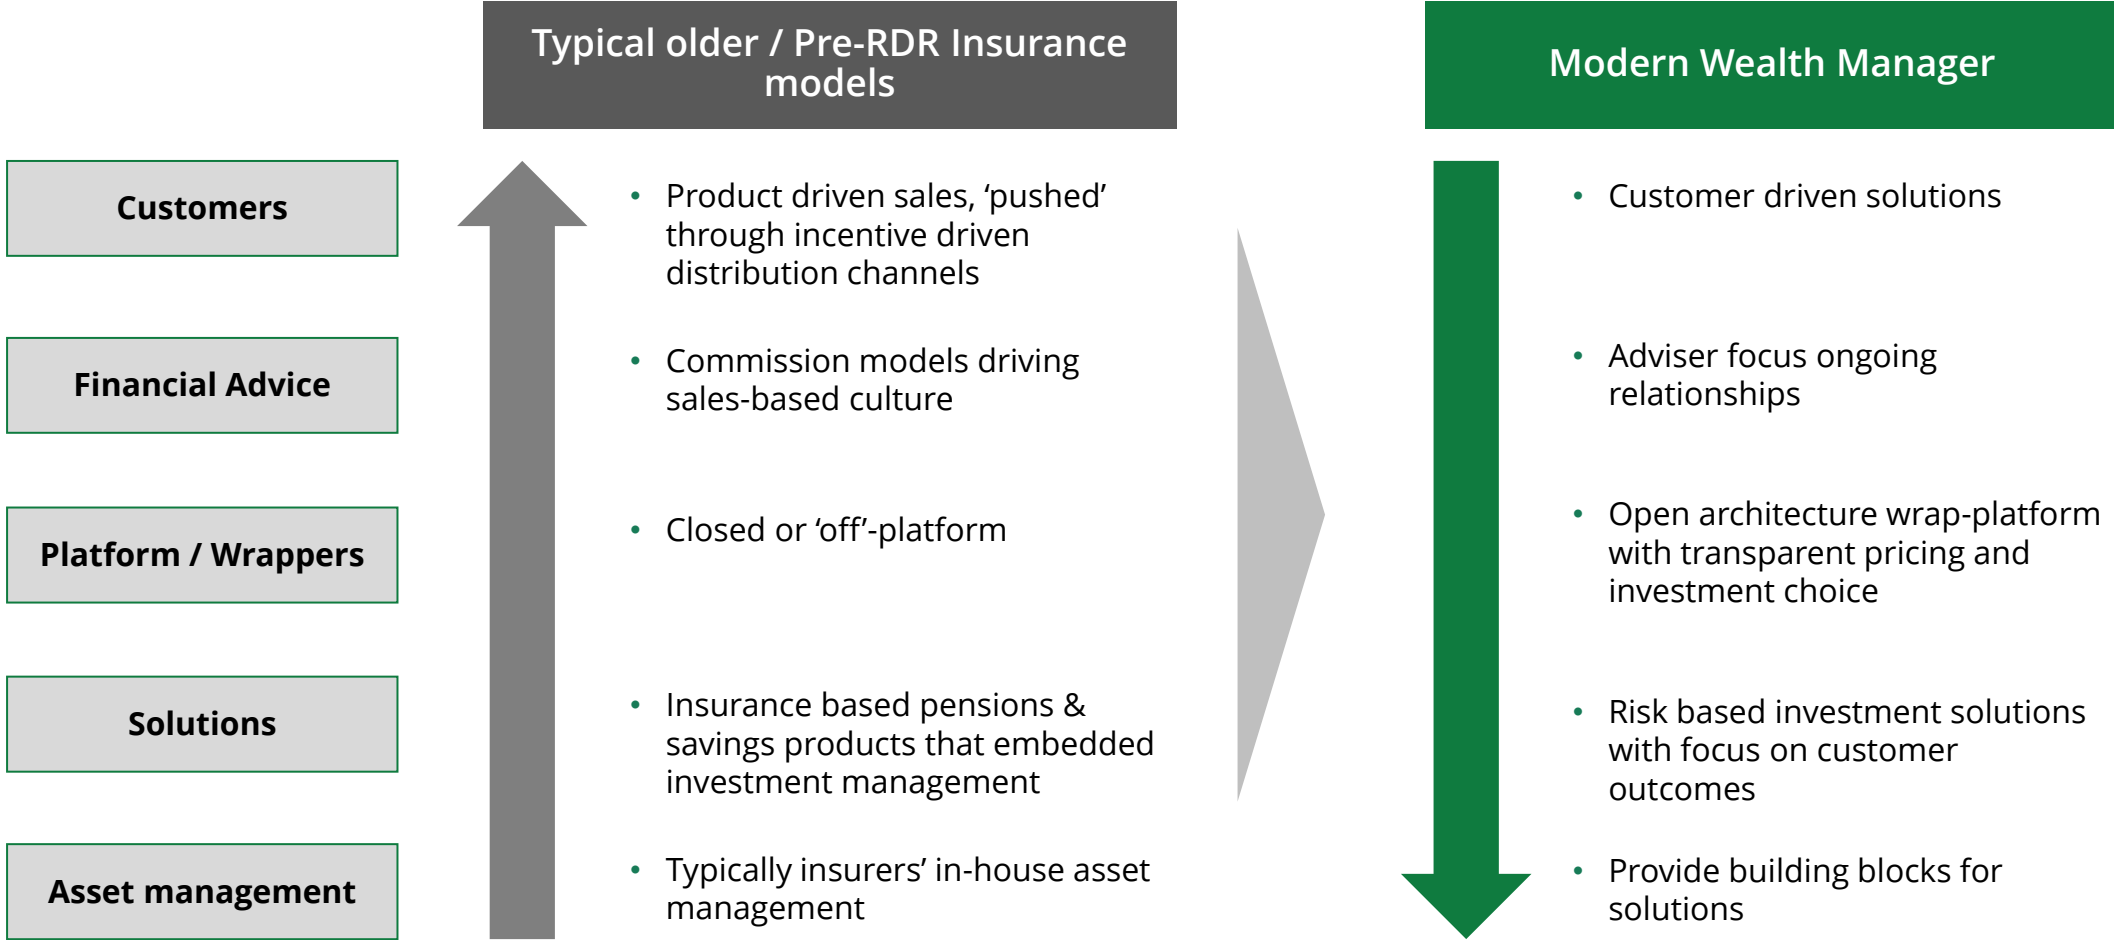 Typical older / Pre-RDR Insurance
models
Modern Wealth Manager
Customers
• Product driven sales, ‘pushed’
through incentive driven
distribution channels
• Customer driven solutions
Financial Advice
• Commission models driving
sales-based culture
• Adviser focus ongoing
relationships
Platform / Wrappers
• Closed or ‘off’-platform
• Open architecture wrap-platform
with transparent pricing and
investment choice
Solutions
• Insurance based pensions &
savings products that embedded
investment management
• Risk based investment solutions
with focus on customer
outcomes
Asset management
• Typically insurers’ in-house asset
management
• Provide building blocks for
solutions